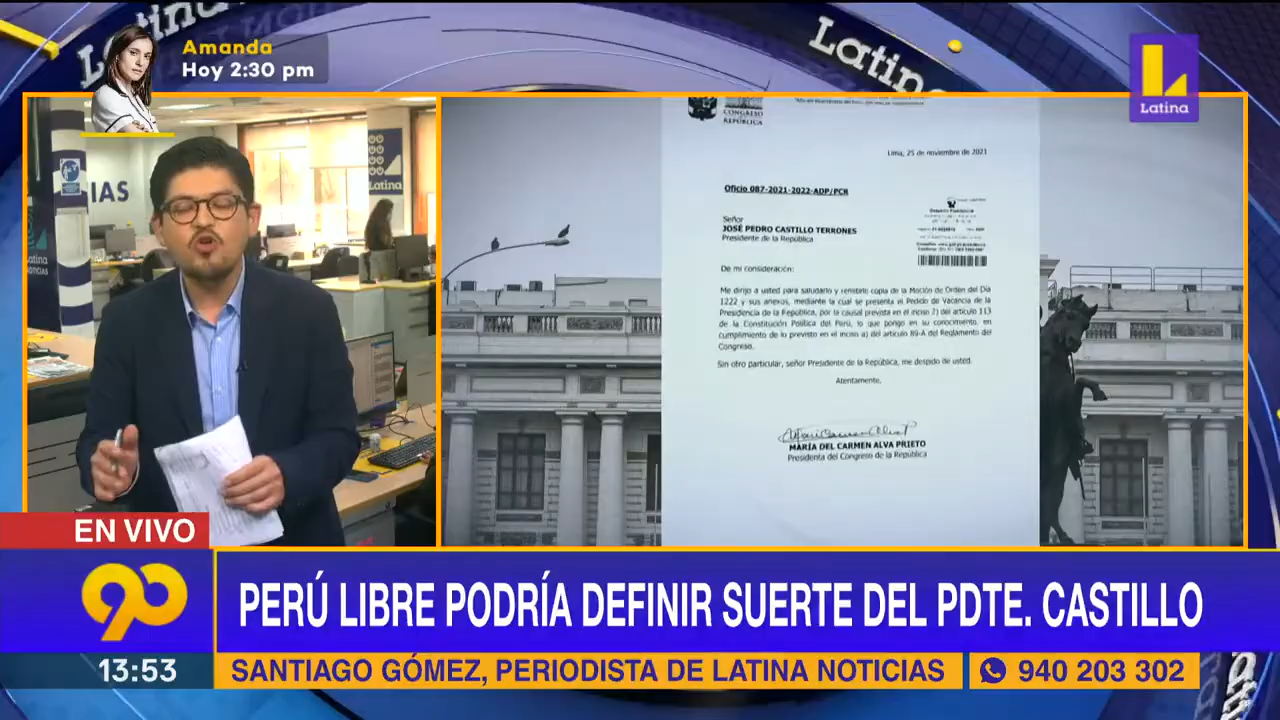 Amanda
Hoy 2:30 pm
Latina
Latina
Latina
IAS
Latina
Latina
NOTICIAS
CONGRESO
REPÚBLICA
Lima, 25 de noviembre de 2021
Oficio 087-2021-2022-ADP/PCR
Señor
JOSÉ PEDRO CASTILLO TERRONES
Presidente de la República
De mi consideración:
Me dirijo a usted para saludarlo y remitirle copia de la Moción de Orden del Día
1222 y sus anexos, mediante la cual se presenta el Pedido de Vacancia de la
Presidencia de la República, por la causal prevista en el inciso 2) del artículo 113
de la Constitución Política del Perú, lo que pongo en su conocimiento, en
cumplimiento de lo previsto en el inciso a) del artículo 89-A del Reglamento del
Congreso.
Sin otro particular, señor Presidente de la República, me despido de usted.
Atentamente,
MARÍA DEL CARMEN ALVA PRIETO
Presidenta del Congreso de la República
EN VIVO
90
PERÚ LIBRE PODRÍA DEFINIR SUERTE DEL PDTE. CASTILLO
13:53
SANTIAGO GÓMEZ, PERIODISTA DE LATINA NOTICIAS
940 203 302